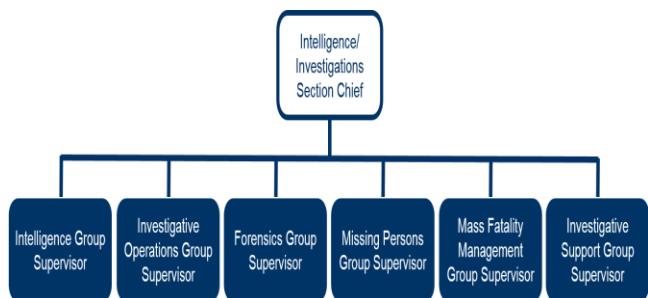 Intelligence/
Investigations
Section Chief
Intelligence Group
Supervisor
Investigative
Operations Group
Supervisor
Forensics Group
Supervisor
Missing Persons
Group Supervisor
Mass Fatality
Management
Group Supervisor
Investigative
Support Group
Supervisor